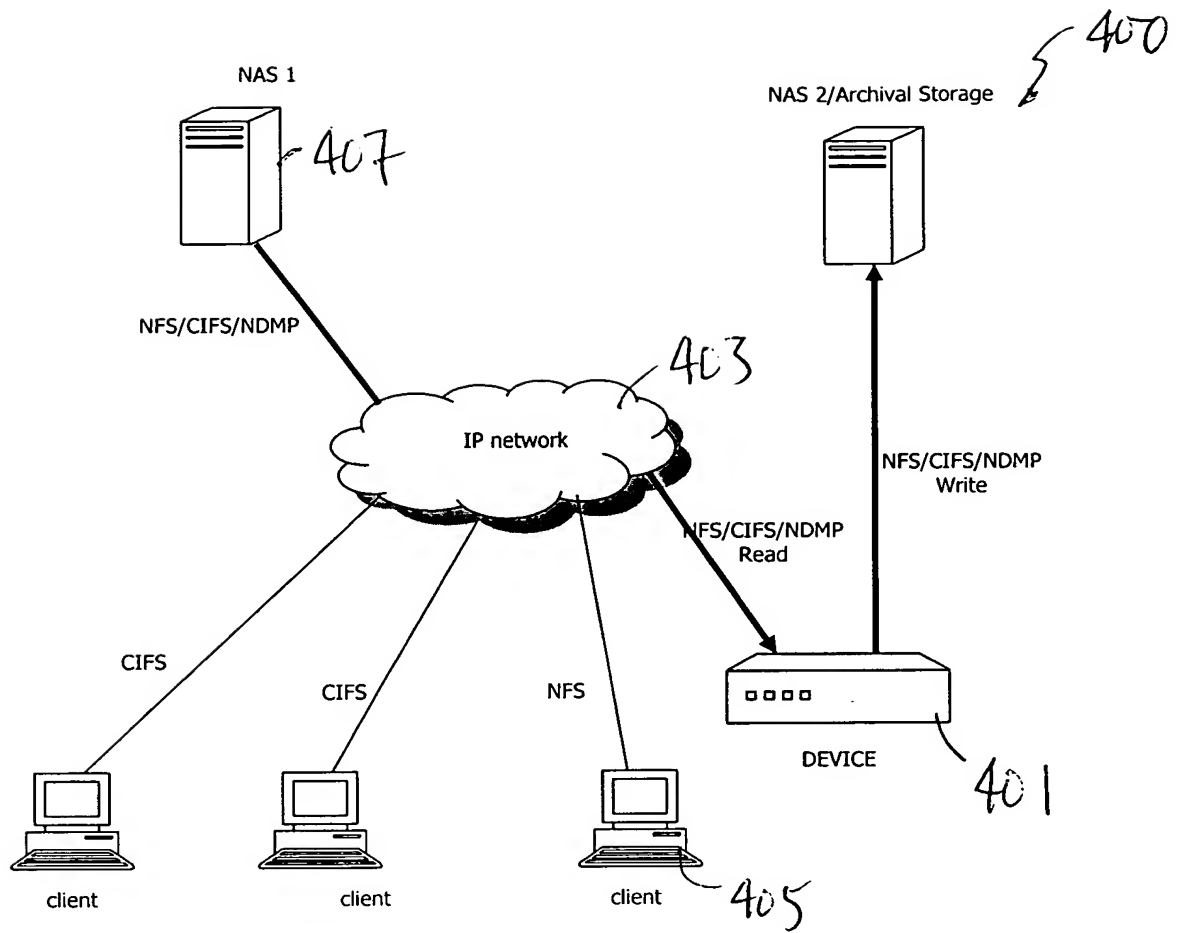 400
NAS 1
NAS 2/Archival Storage
407
NFS/CIFS/NDMP
403
IP network
NFS/CIFS/NDMP
Write
NFS/CIFS/NDMP
Read
CIFS
CIFS
NFS
DEVICE
401
client
client
client
405